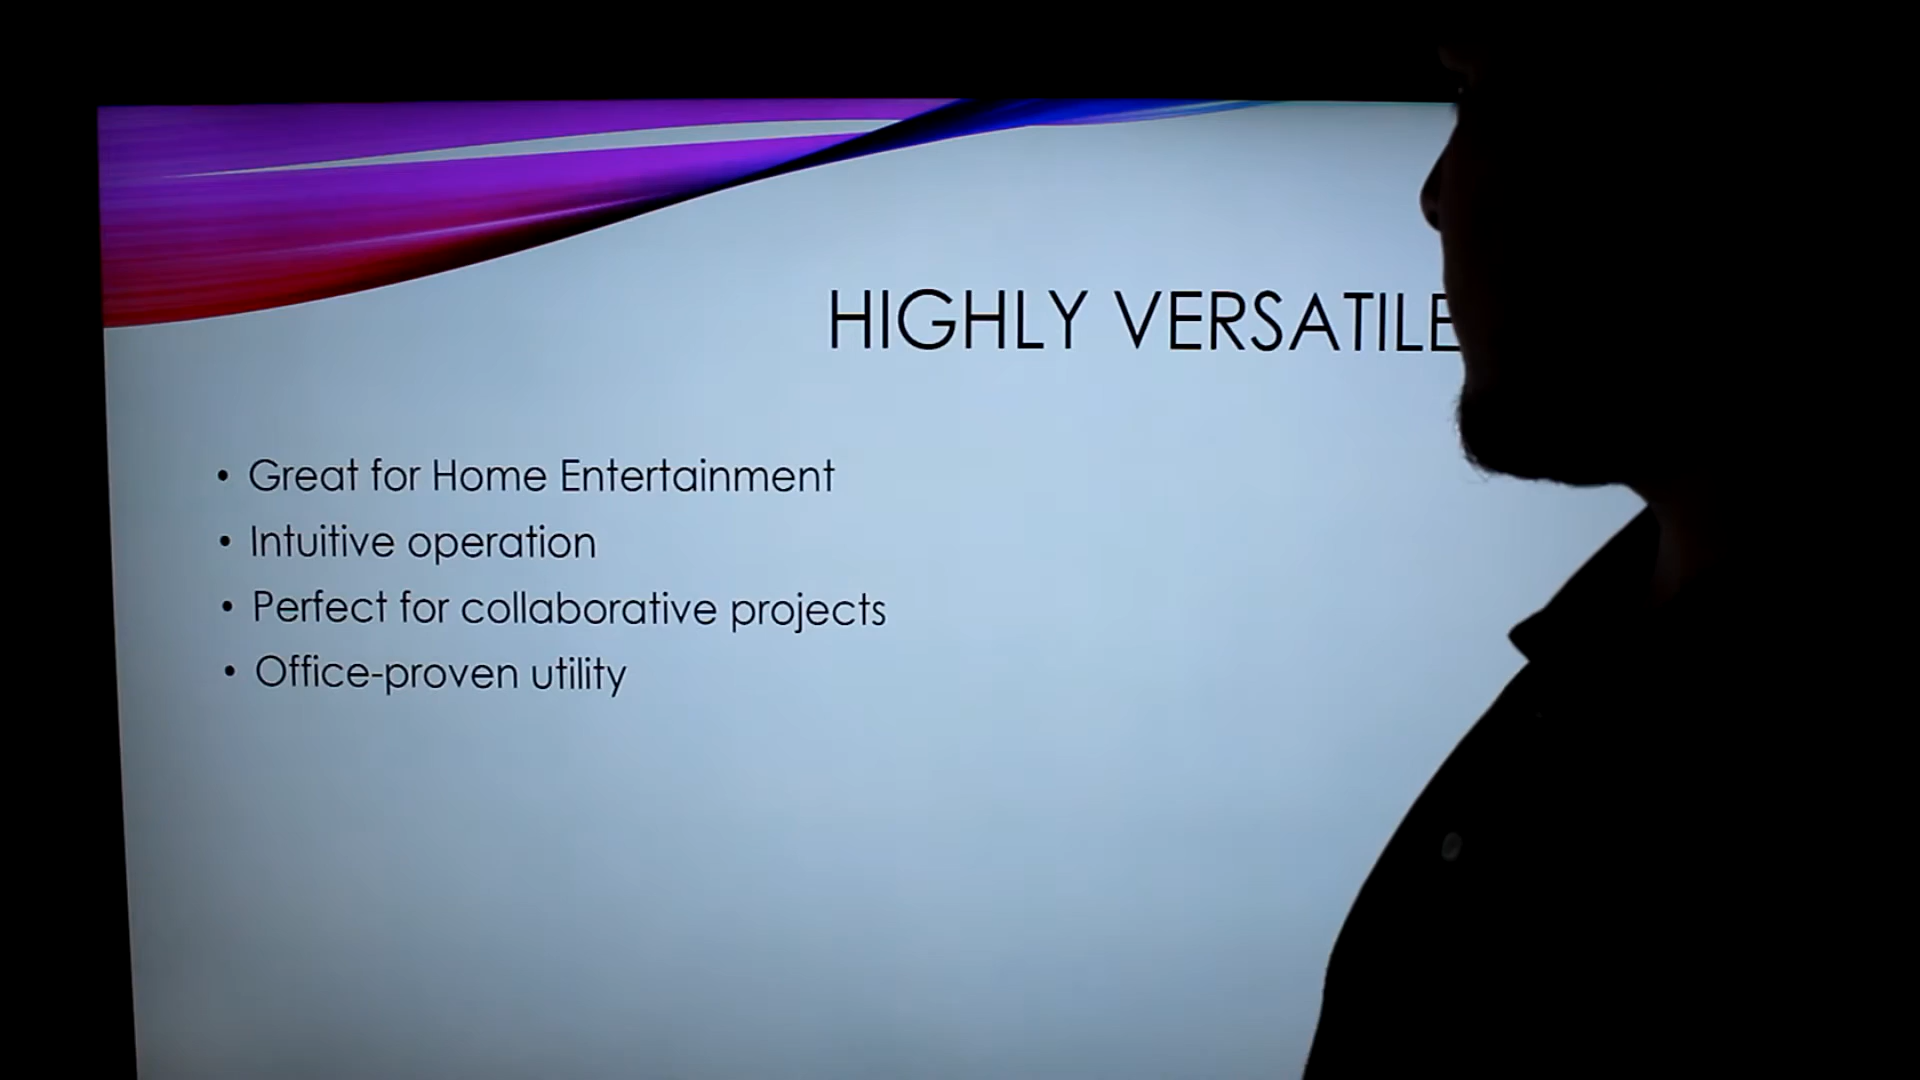 HIGHLY VERSATILE
• Great for Home Entertainment
• Intuitive operation
• Perfect for collaborative projects
• Office-proven utility